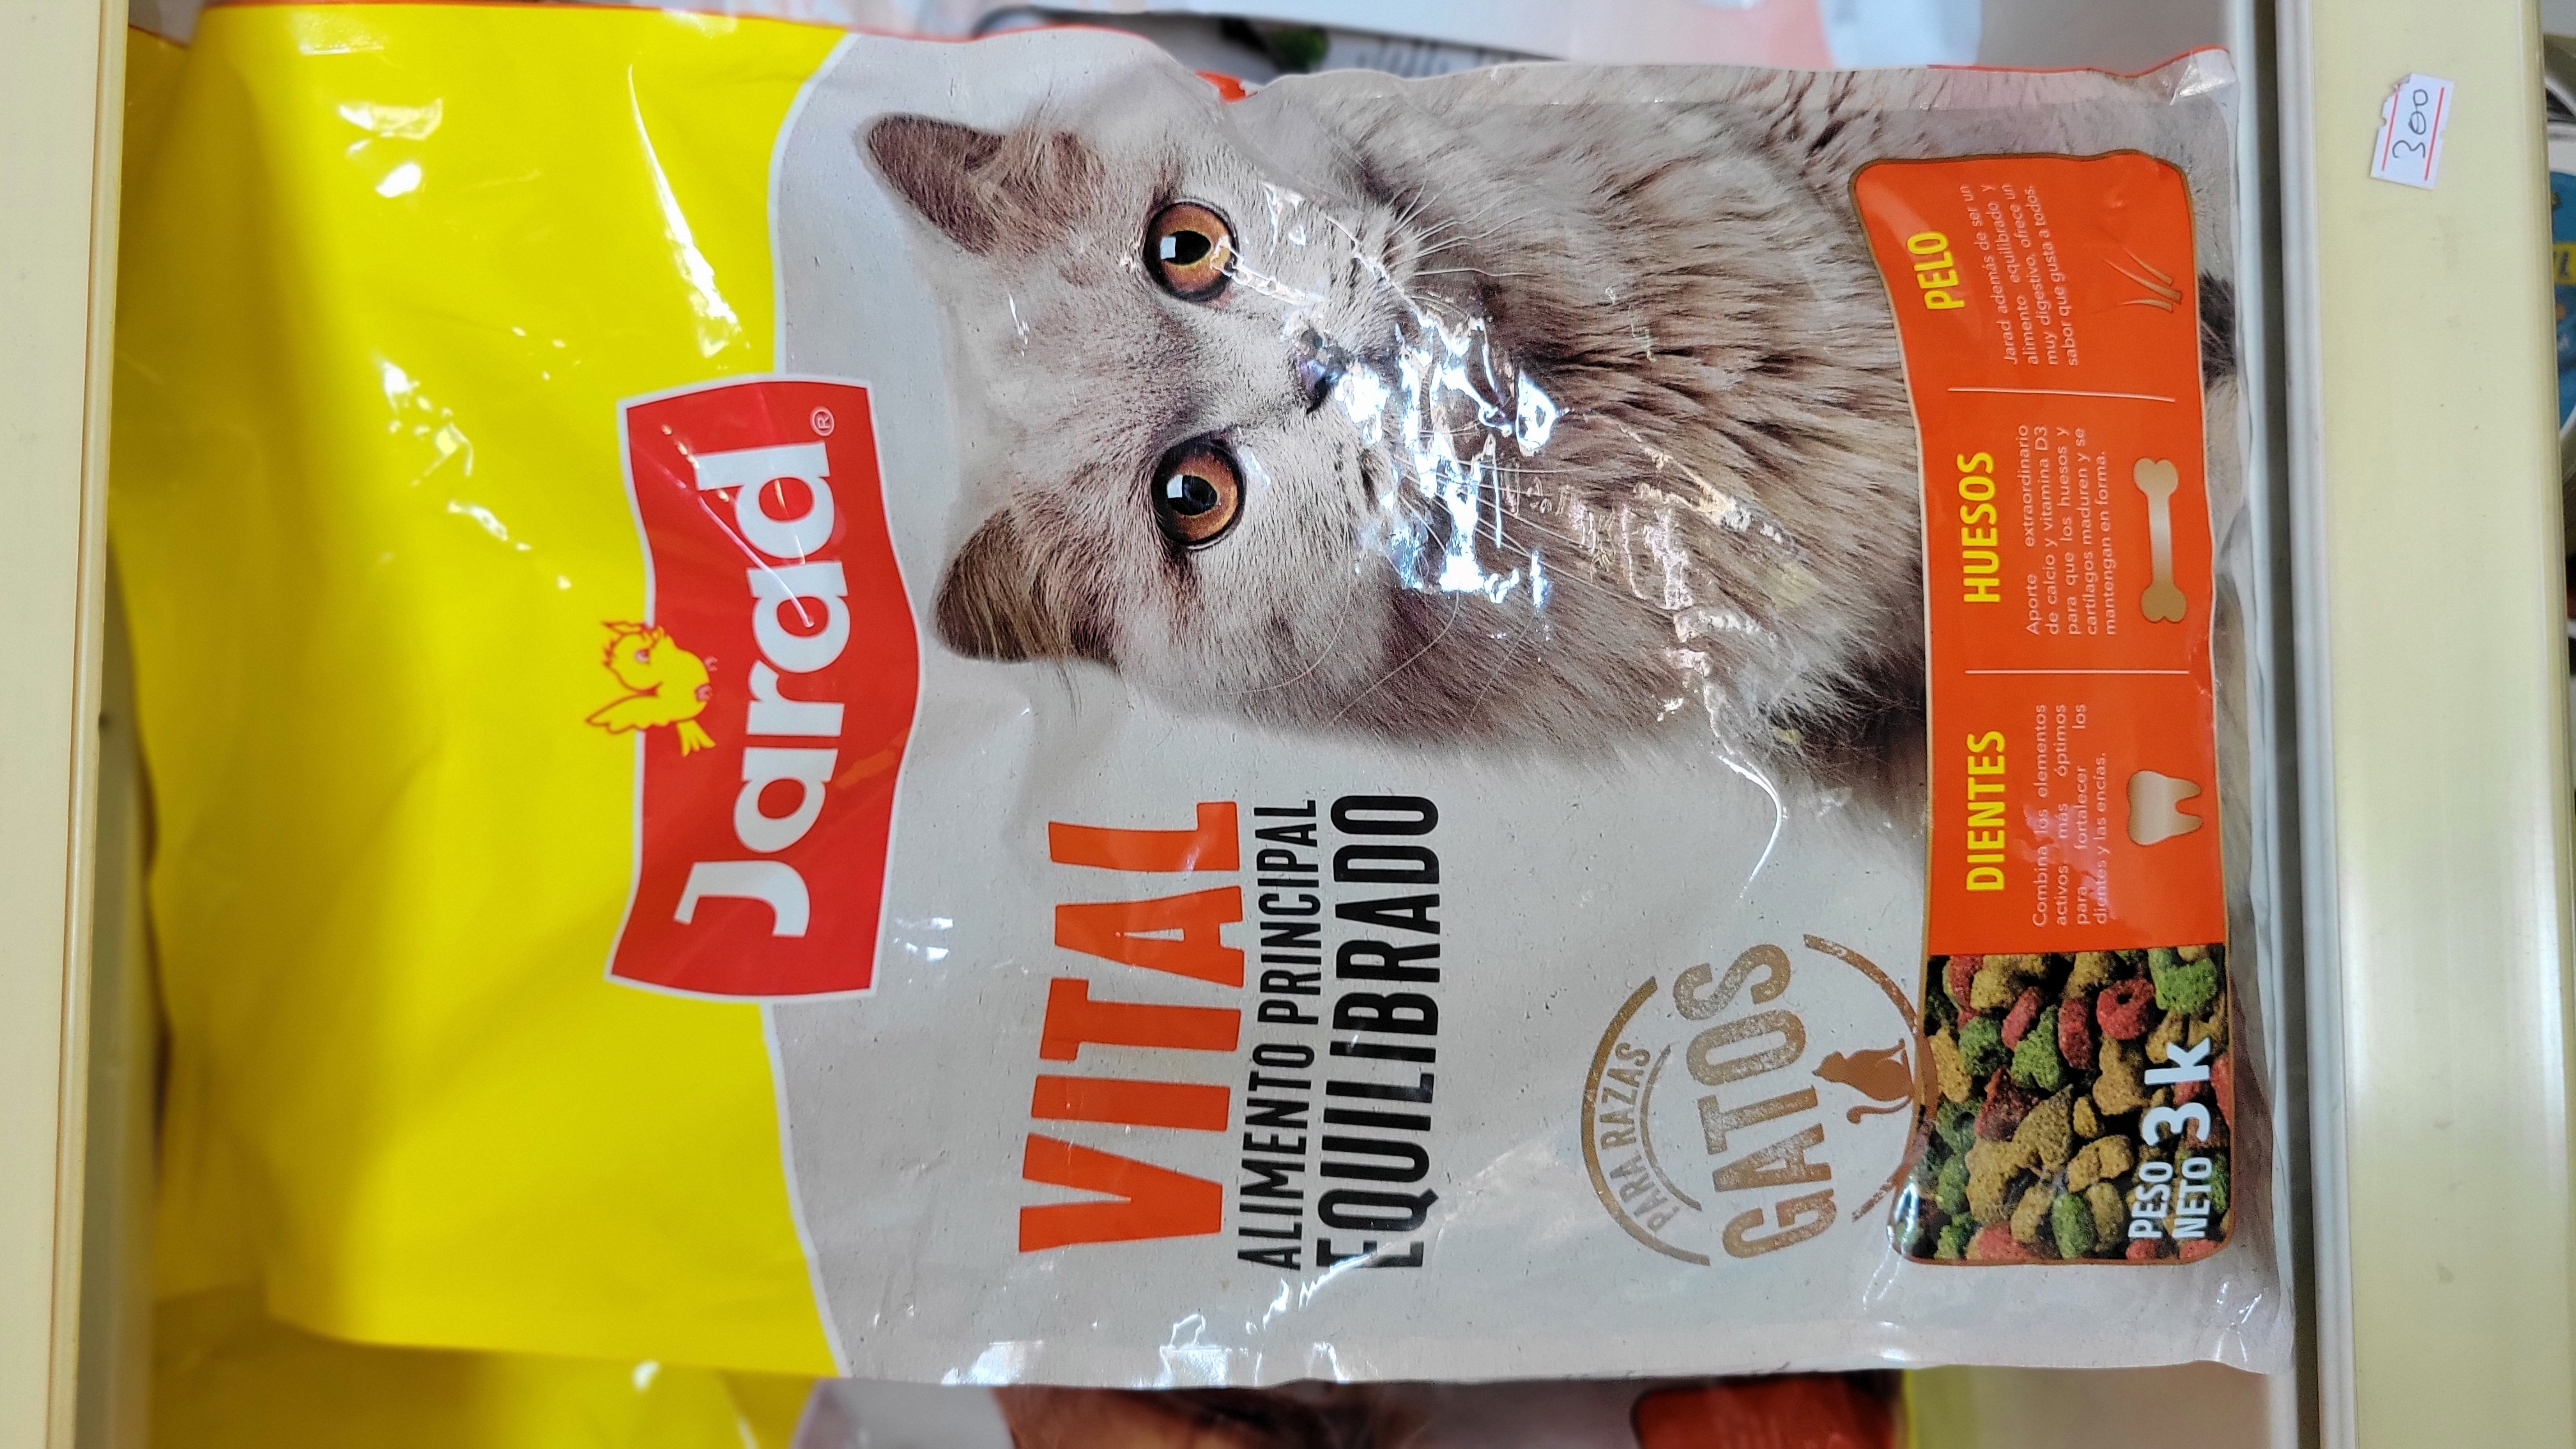 Jarad®
VITAL
ALIMENTO PRINCIPAL
EQUILIBRADO
PARA RAZAS
GATOS
PESO
NETO
3 k
DIENTES
Combina los elementos
activos más óptimos
para fortalecer los
dientes y las encías.
HUESOS
Aporte extraordinario
de calcio y vitamina D3
para que los huesos y
cartílagos maduren y se
mantengan en forma.
PELO
Jarad además de ser un
alimento equilibrado y
muy digestivo, ofrece un
sabor que gusta a todos.
300